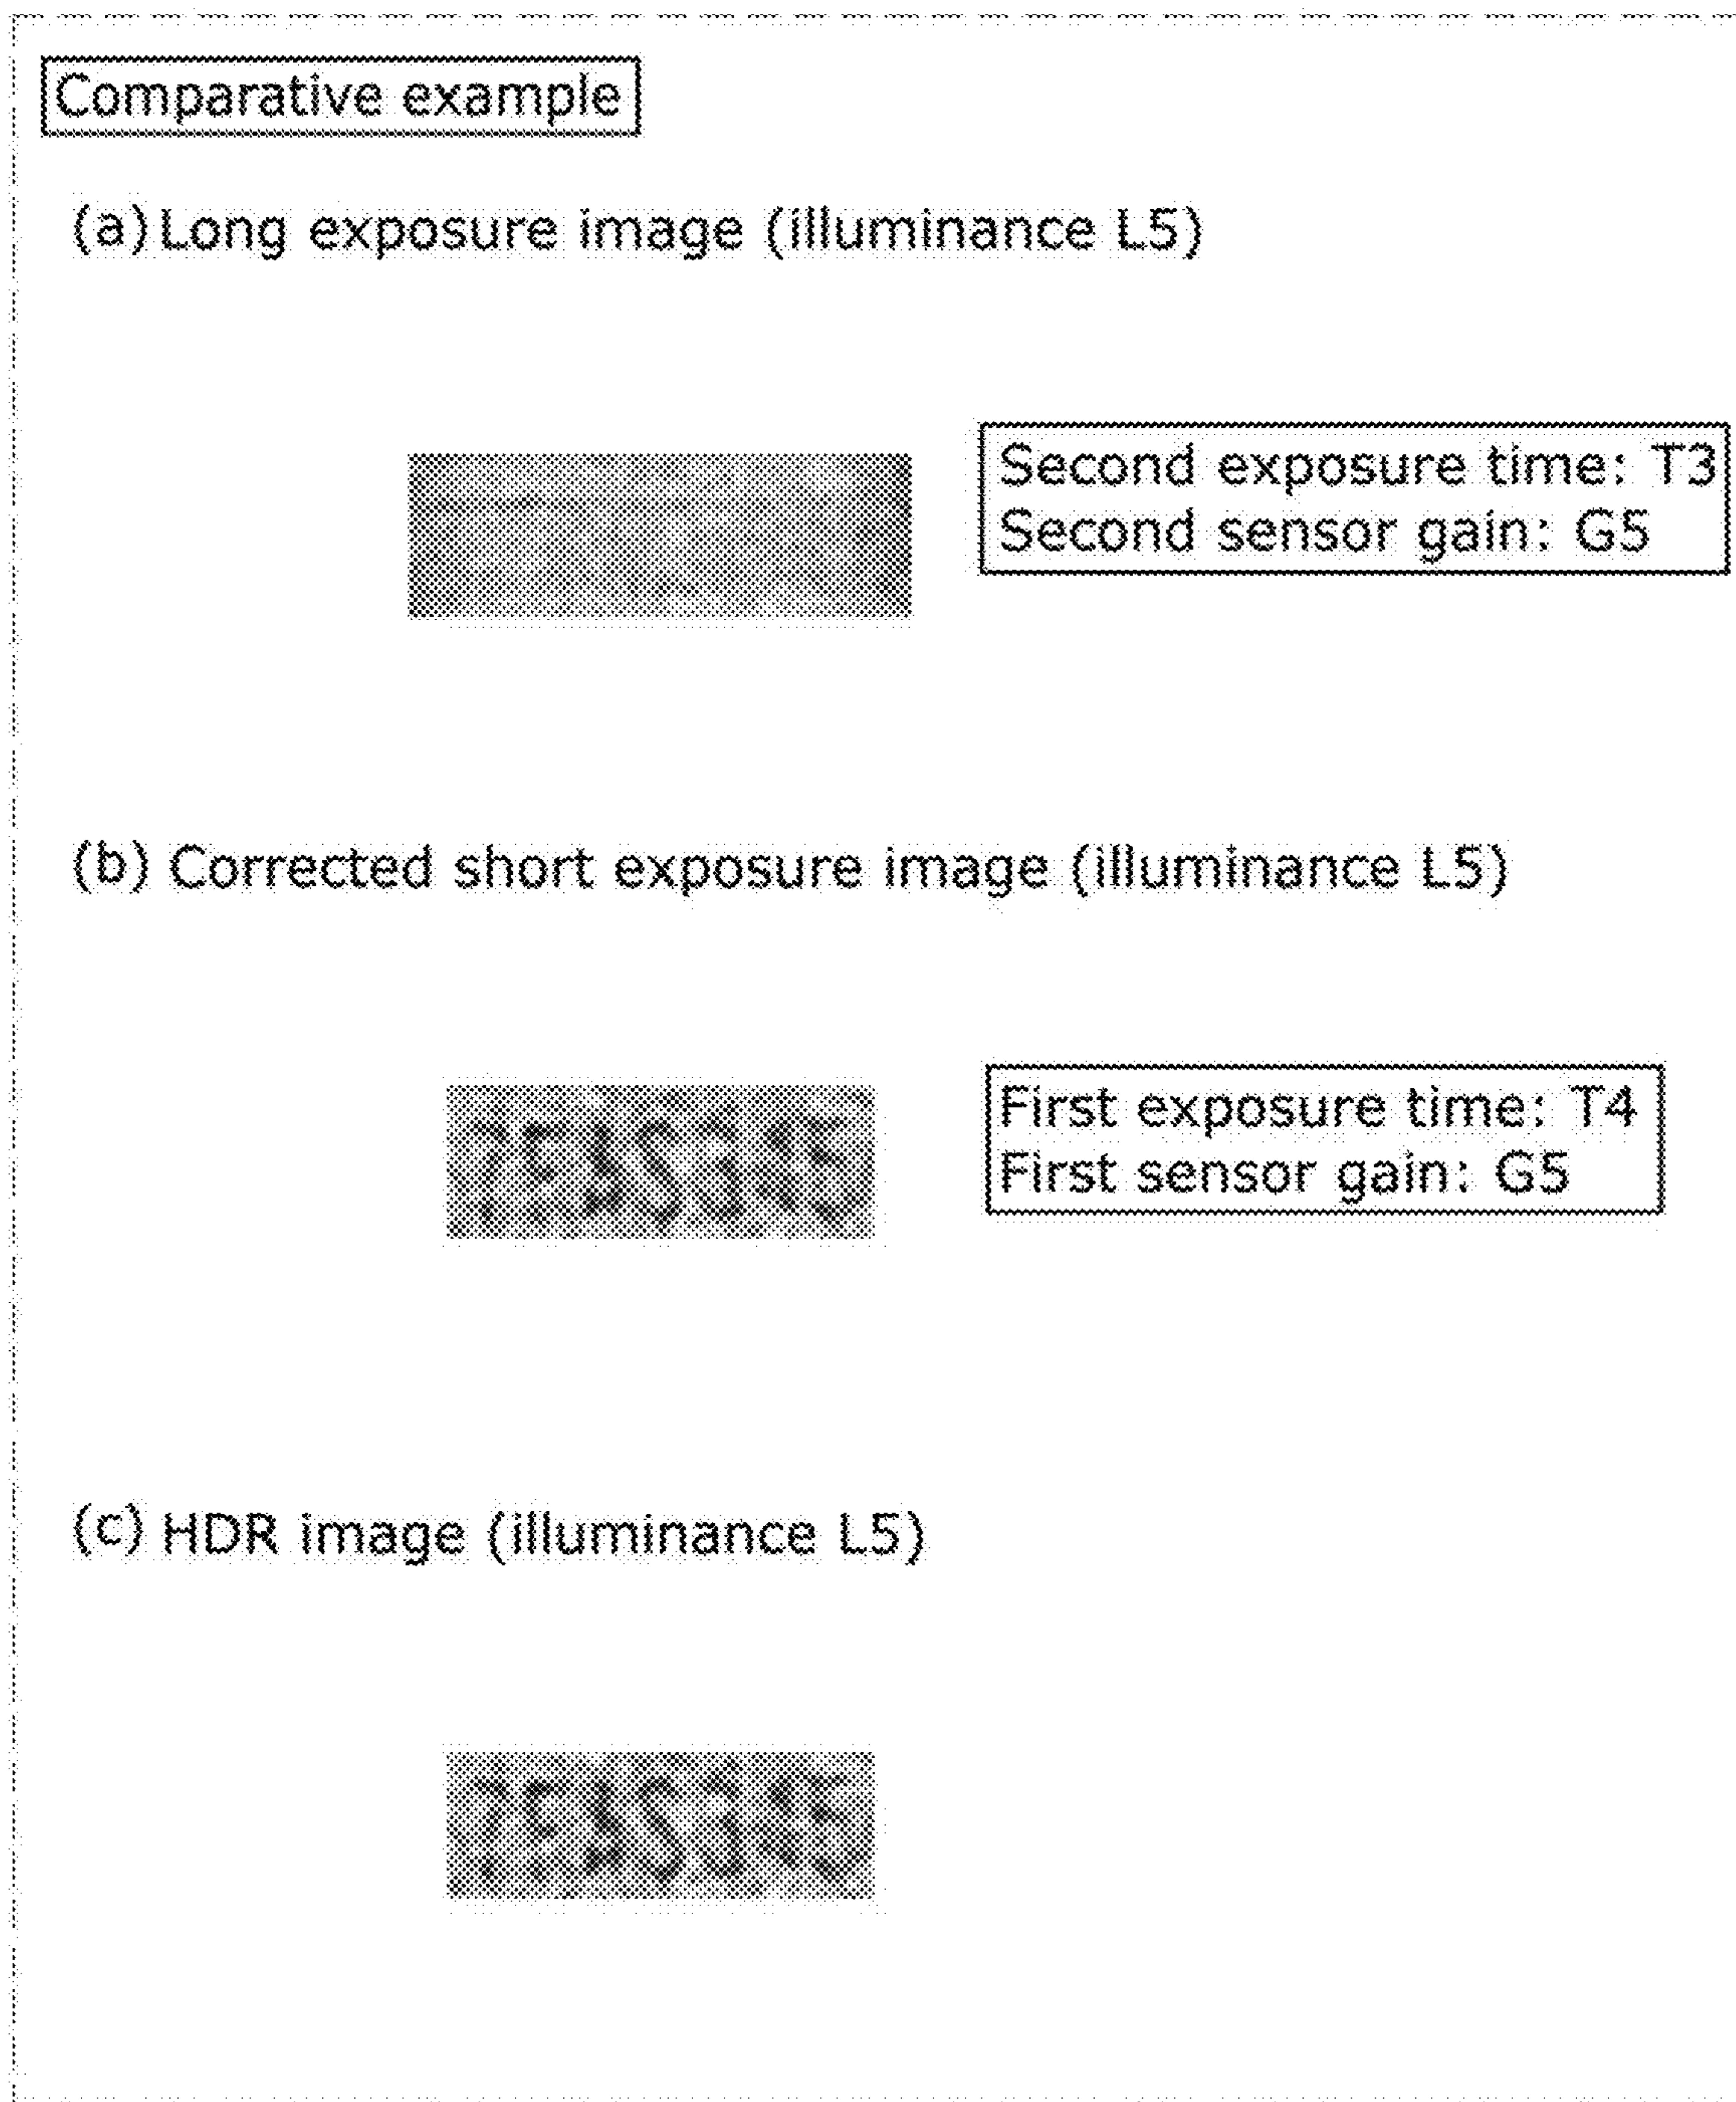 Comparative example
(a) Long exposure image (illuminance L5)
Second exposure time: T3
Second sensor gain: G5
(b) Corrected short exposure image (illuminance L5)
First exposure time: T4
First sensor gain: G5
(c) HDR image (illuminance L5)